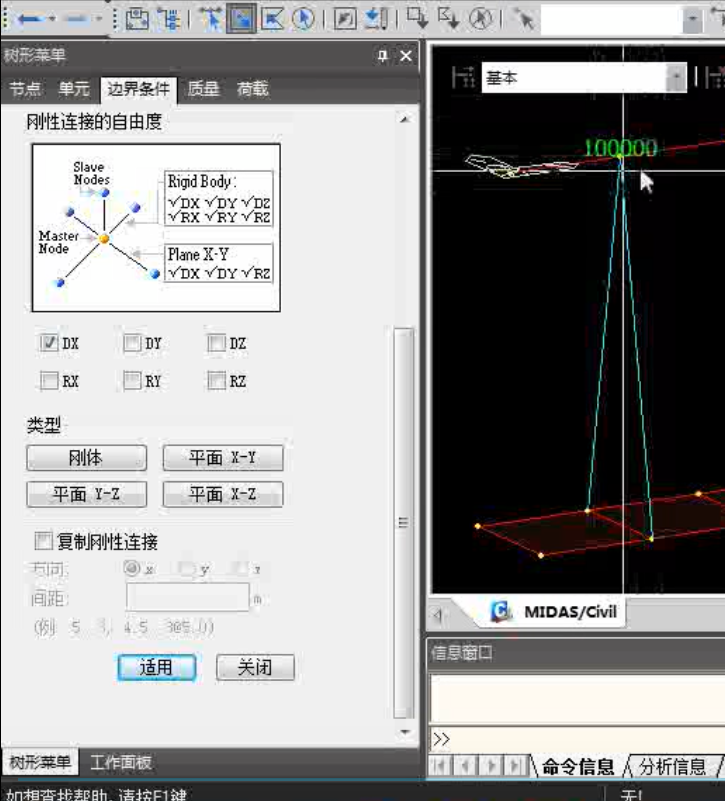 树形菜单
节点 单元 边界条件 质量 荷载
刚性连接的自由度
Slave
Nodes
Master
Node
Rigid Body:
√DX √DY √DZ
√RX √RY √RZ
Plane X-Y
√DX √DY √RZ
DX DY DZ
RX RY RZ
类型
刚体 平面 X-Y
平面 Y-Z 平面 X-Z
复制刚性连接
方向: x y z
间距: m
(例: 5, 3, 4.5, 3@5.0)
适用 关闭
树形菜单 工作面板
如想查找帮助,请按F1键
基本
100000
MIDAS/Civil
信息窗口
>>
命令信息 分析信息
无!